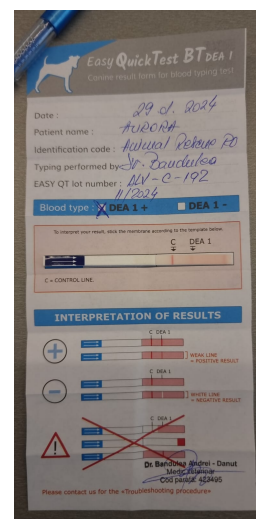 Easy QuickTest BT DEA 1
Canine result form for blood typing test
Date : 29 01. 2024
Patient name : AURORA
Identification code : Animal Rescue RO
Typing performed by: Dr. Bandulea
EASY QT lot number : ALV-C-192
11/2024
Blood type : X DEA 1 + DEA 1 -
To interpret your result, stick the membrane according to the template below.
C DEA 1
C = CONTROL LINE.
INTERPRETATION OF RESULTS
C DEA 1
WEAK LINE
= POSITIVE RESULT
C DEA 1
WHITE LINE
= NEGATIVE RESULT
C DEA 1
Dr. Bandulea Andrei - Danut
Medic veterinar
Cod parafa: 423495
Please contact us for the «Troubleshooting procedure»